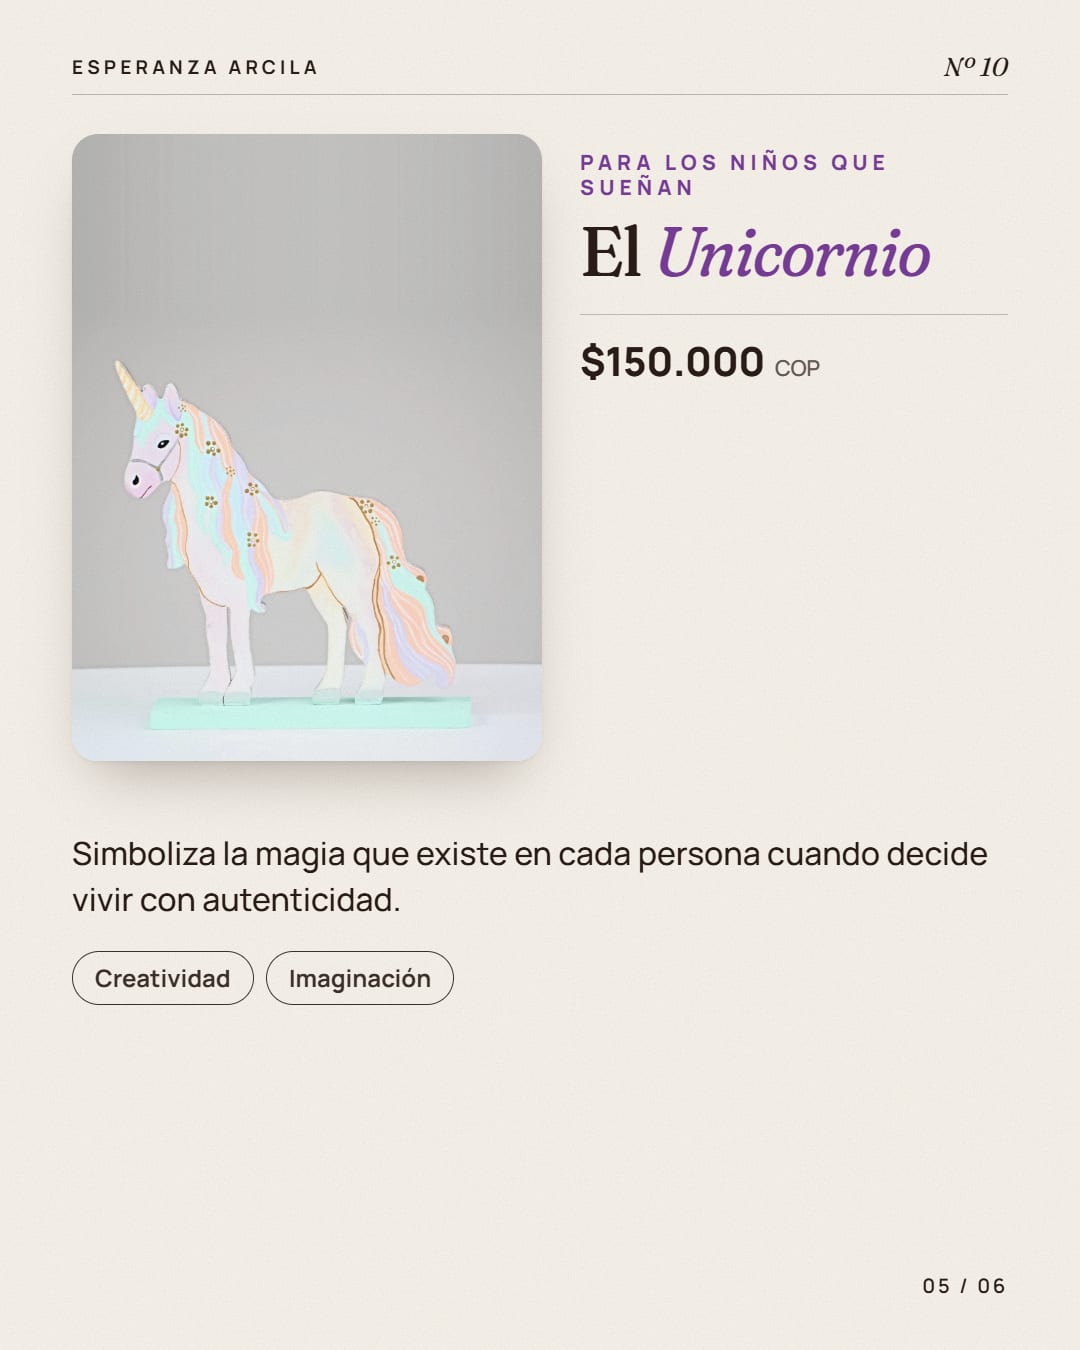 ESPERANZA ARCILA
Nº 10
PARA LOS NIÑOS QUE
SUEÑAN
El Unicornio
$150.000 COP
Simboliza la magia que existe en cada persona cuando decide
vivir con autenticidad.
Creatividad
Imaginación
05 / 06